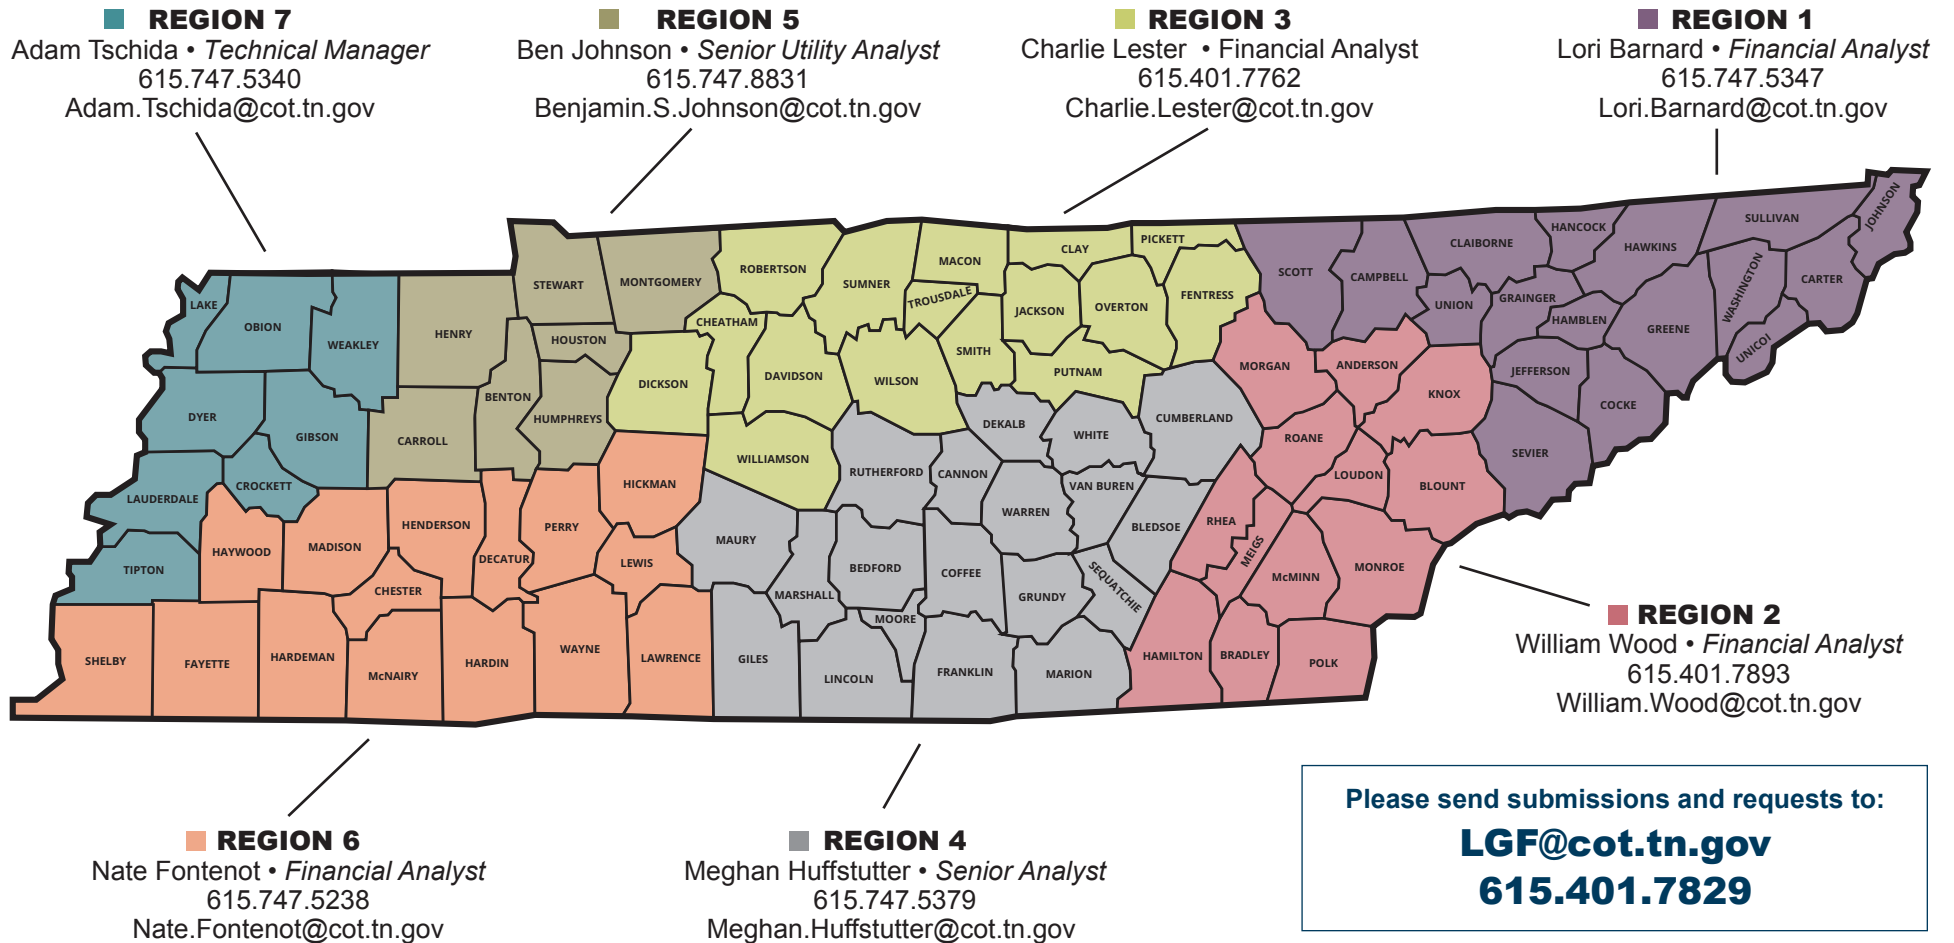 REGION 7
Adam Tschida • Technical Manager
615.747.5340
Adam.Tschida@cot.tn.gov
REGION 5
Ben Johnson • Senior Utility Analyst
615.747.8831
Benjamin.S.Johnson@cot.tn.gov
REGION 3
Charlie Lester • Financial Analyst
615.401.7762
Charlie.Lester@cot.tn.gov
REGION 1
Lori Barnard • Financial Analyst
615.747.5347
Lori.Barnard@cot.tn.gov
LAKE
OBION
WEAKLEY
DYER
GIBSON
CROCKETT
LAUDERDALE
TIPTON
HENRY
STEWART
MONTGOMERY
HOUSTON
BENTON
HUMPHREYS
CARROLL
ROBERTSON
SUMNER
MACON
TROUSDALE
CLAY
PICKETT
JACKSON
OVERTON
FENTRESS
CHEATHAM
DICKSON
DAVIDSON
WILSON
SMITH
PUTNAM
WILLIAMSON
SCOTT
CAMPBELL
CLAIBORNE
HANCOCK
HAWKINS
SULLIVAN
JOHNSON
CARTER
WASHINGTON
UNICOI
GREENE
UNION
GRAINGER
HAMBLEN
JEFFERSON
COCKE
SEVIER
MORGAN
ANDERSON
KNOX
ROANE
LOUDON
BLOUNT
RHEA
MEIGS
McMINN
MONROE
HAMILTON
BRADLEY
POLK
CUMBERLAND
DEKALB
WHITE
RUTHERFORD
CANNON
WARREN
VAN BUREN
BLEDSOE
MAURY
MARSHALL
BEDFORD
COFFEE
GRUNDY
SEQUATCHIE
MOORE
GILES
LINCOLN
FRANKLIN
MARION
HICKMAN
HAYWOOD
MADISON
HENDERSON
DECATUR
PERRY
LEWIS
CHESTER
SHELBY
FAYETTE
HARDEMAN
McNAIRY
HARDIN
WAYNE
LAWRENCE
REGION 2
William Wood • Financial Analyst
615.401.7893
William.Wood@cot.tn.gov
REGION 6
Nate Fontenot • Financial Analyst
615.747.5238
Nate.Fontenot@cot.tn.gov
REGION 4
Meghan Huffstutter • Senior Analyst
615.747.5379
Meghan.Huffstutter@cot.tn.gov
Please send submissions and requests to:
LGF@cot.tn.gov
615.401.7829